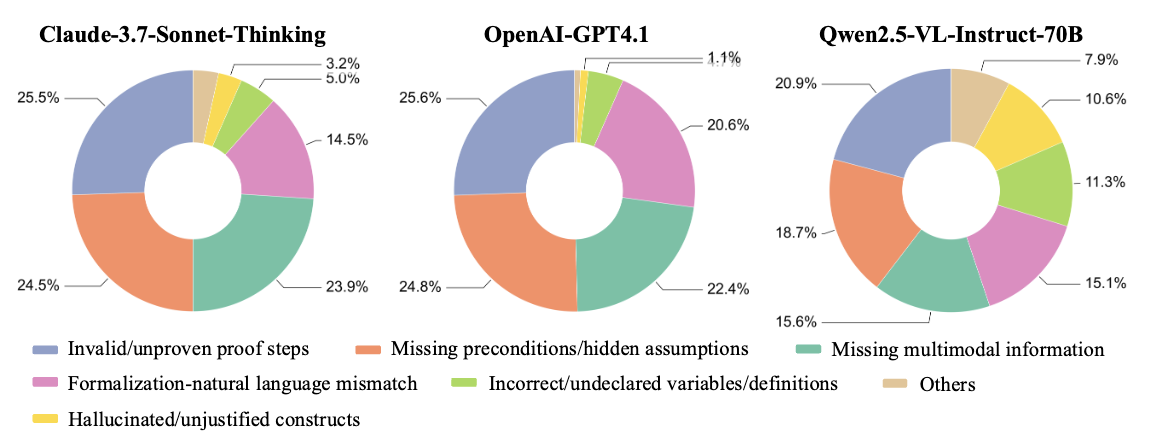 Claude-3.7-Sonnet-Thinking
OpenAI-GPT4.1
Qwen2.5-VL-Instruct-70B
3.2%
5.0%
14.5%
23.9%
24.5%
25.5%
1.1%
20.6%
22.4%
24.8%
25.6%
7.9%
10.6%
11.3%
15.1%
15.6%
18.7%
20.9%
Invalid/unproven proof steps
Missing preconditions/hidden assumptions
Missing multimodal information
Formalization-natural language mismatch
Incorrect/undeclared variables/definitions
Others
Hallucinated/unjustified constructs